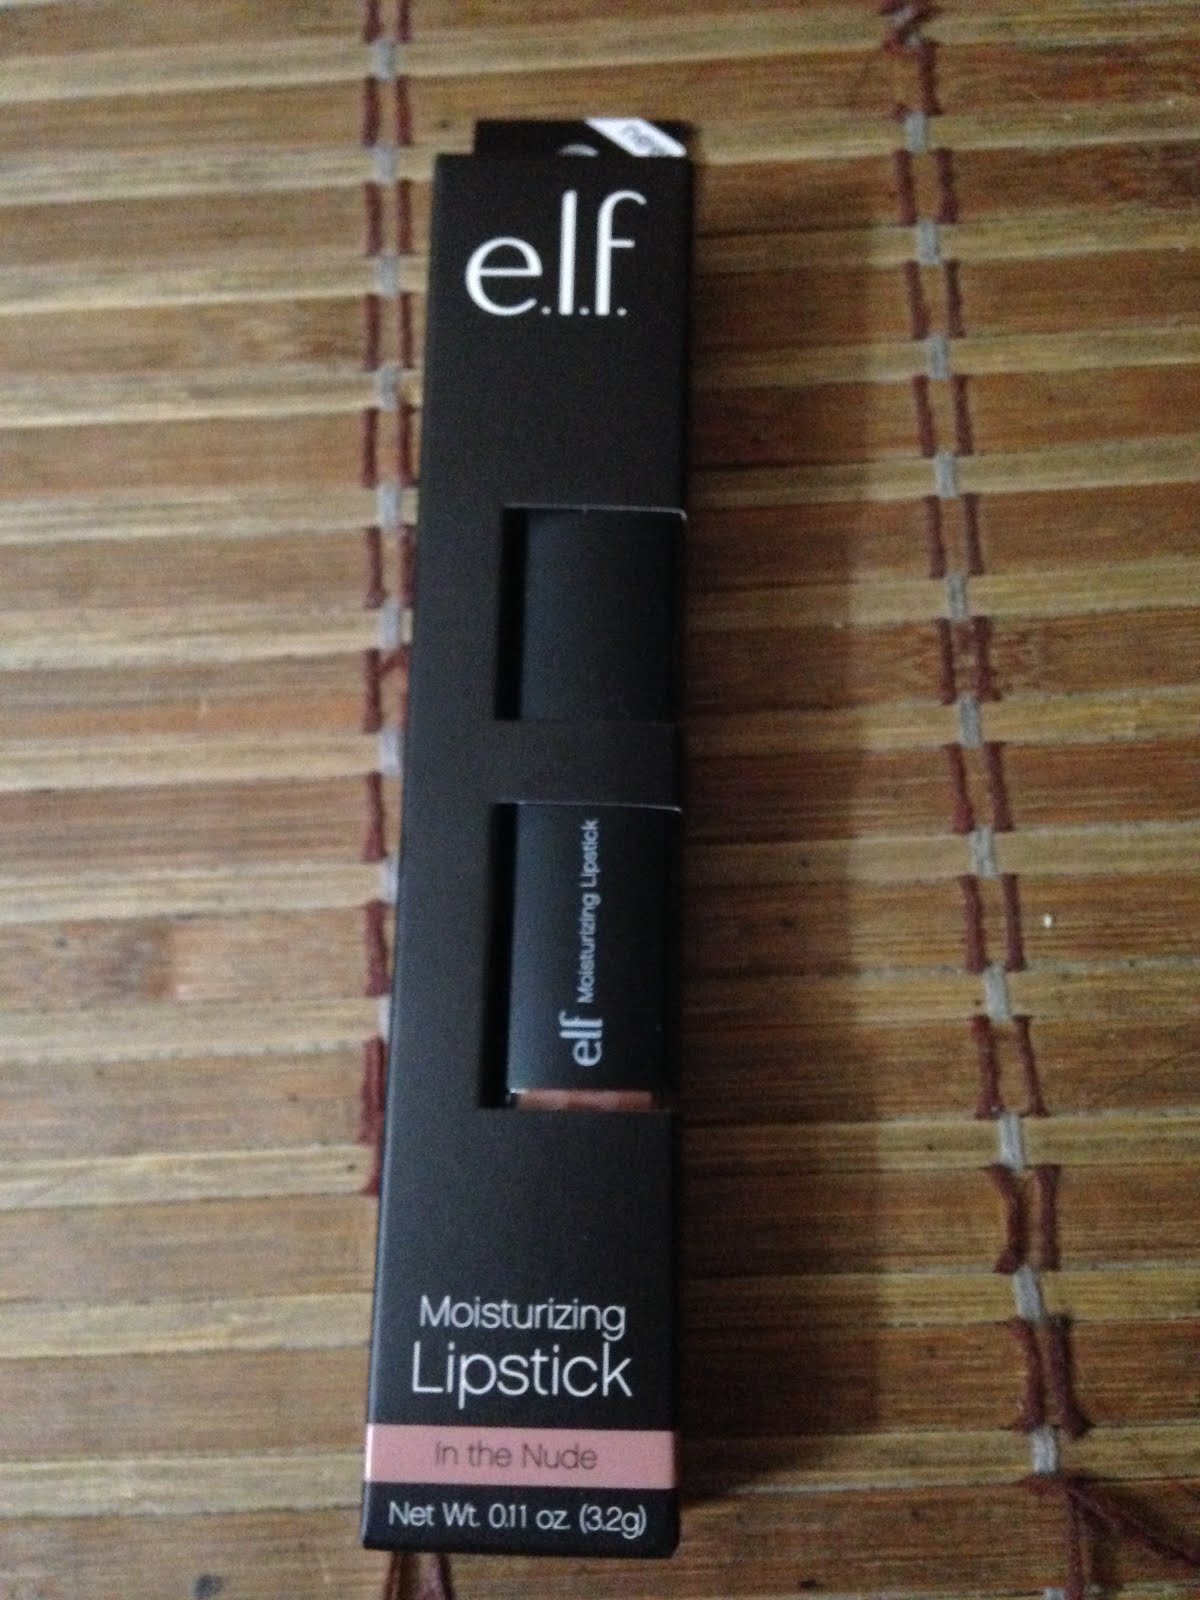 e.l.f.
elf Moisturizing Lipstick
Moisturizing
Lipstick
In the Nude
Net Wt. 0.11 oz. (3.2g)